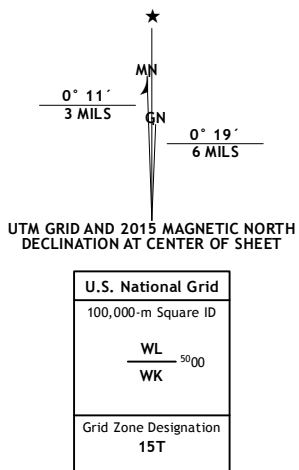 MN
0° 11´
3 MILS
GN
0° 19´
6 MILS
UTM GRID AND 2015 MAGNETIC NORTH
DECLINATION AT CENTER OF SHEET
U.S. National Grid
100,000-m Square ID
WL
5000
WK
Grid Zone Designation
15T